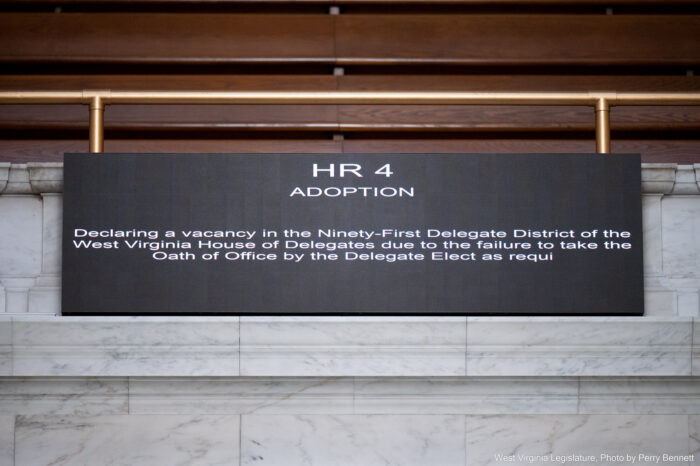 HR 4
ADOPTION
Declaring a vacancy in the Ninety-First Delegate District of the
West Virginia House of Delegates due to the failure to take the
Oath of Office by the Delegate Elect as requi
West Virginia Legislature, Photo by Perry Bennett